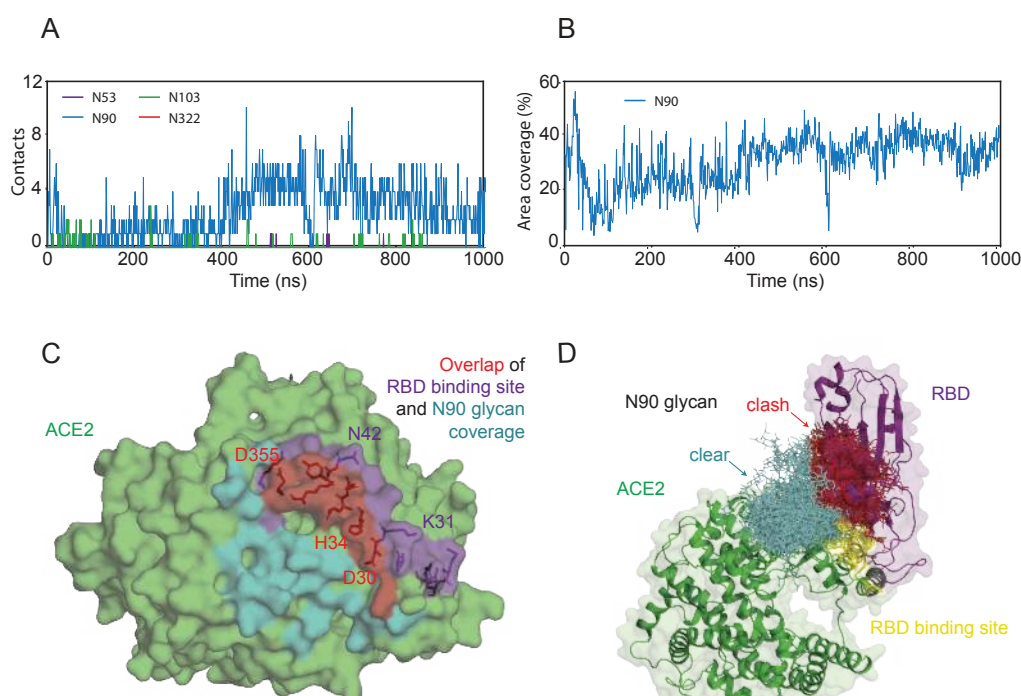 A
12
8
4
0
Contacts
N53
N103
N90
N322
0
200
400
600
800
1000
Time (ns)
B
60
40
20
0
Area coverage (%)
N90
0
200
400
600
800
1000
Time (ns)
C
Overlap of
RBD binding site
and N90 glycan
coverage
ACE2
N42
D355
K31
H34
D30
D
N90 glycan
clash
RBD
clear
ACE2
RBD binding site